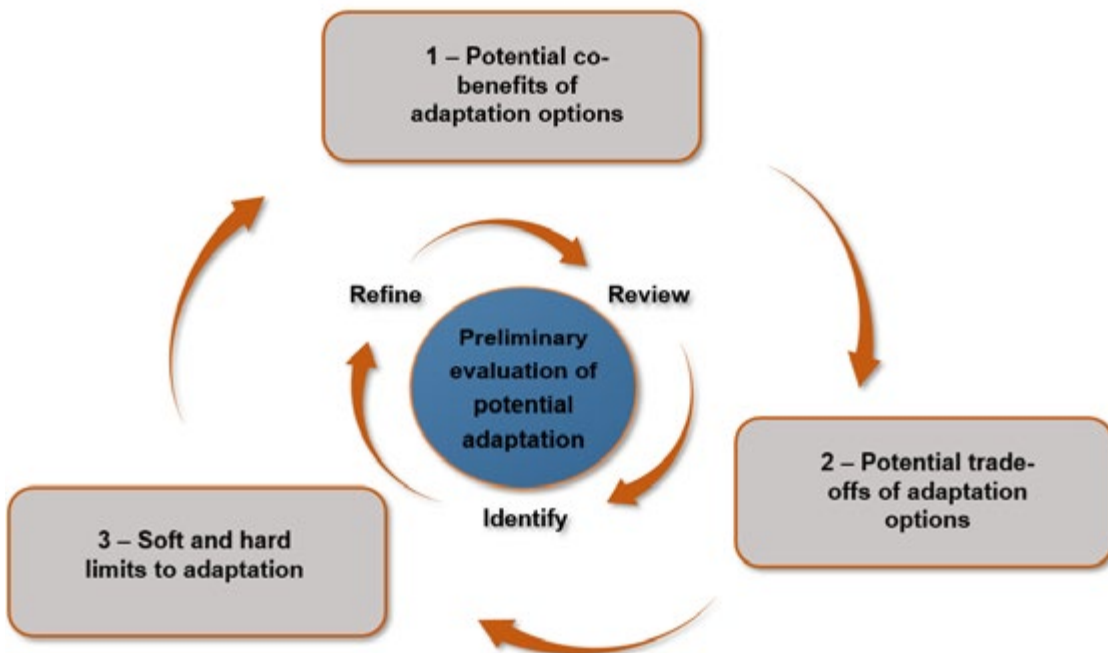 1 – Potential co-
benefits of
adaptation options
Refine
Review
Preliminary
evaluation of
potential
adaptation
Identify
2 – Potential trade-
offs of adaptation
options
3 – Soft and hard
limits to adaptation